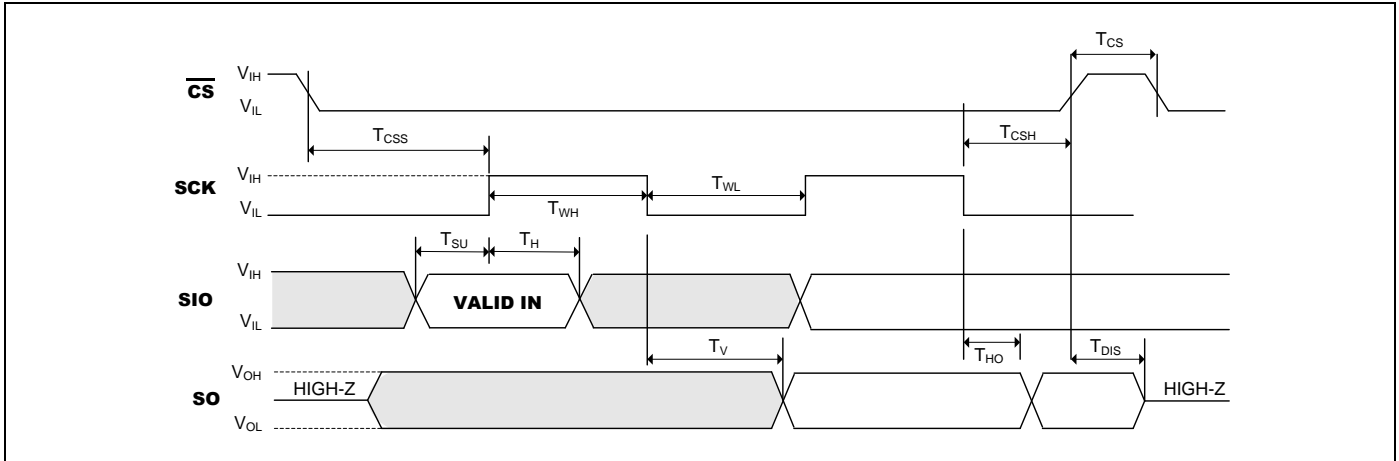 T_CS
V_IH
CS
V_IL
T_CSS
T_CSH
V_IH
SCK
T_WL
V_IL
T_WH
T_SU T_H
V_IH
SIO
VALID IN
V_IL
T_V
T_HO
T_DIS
V_OH
HIGH-Z
HIGH-Z
SO
V_OL